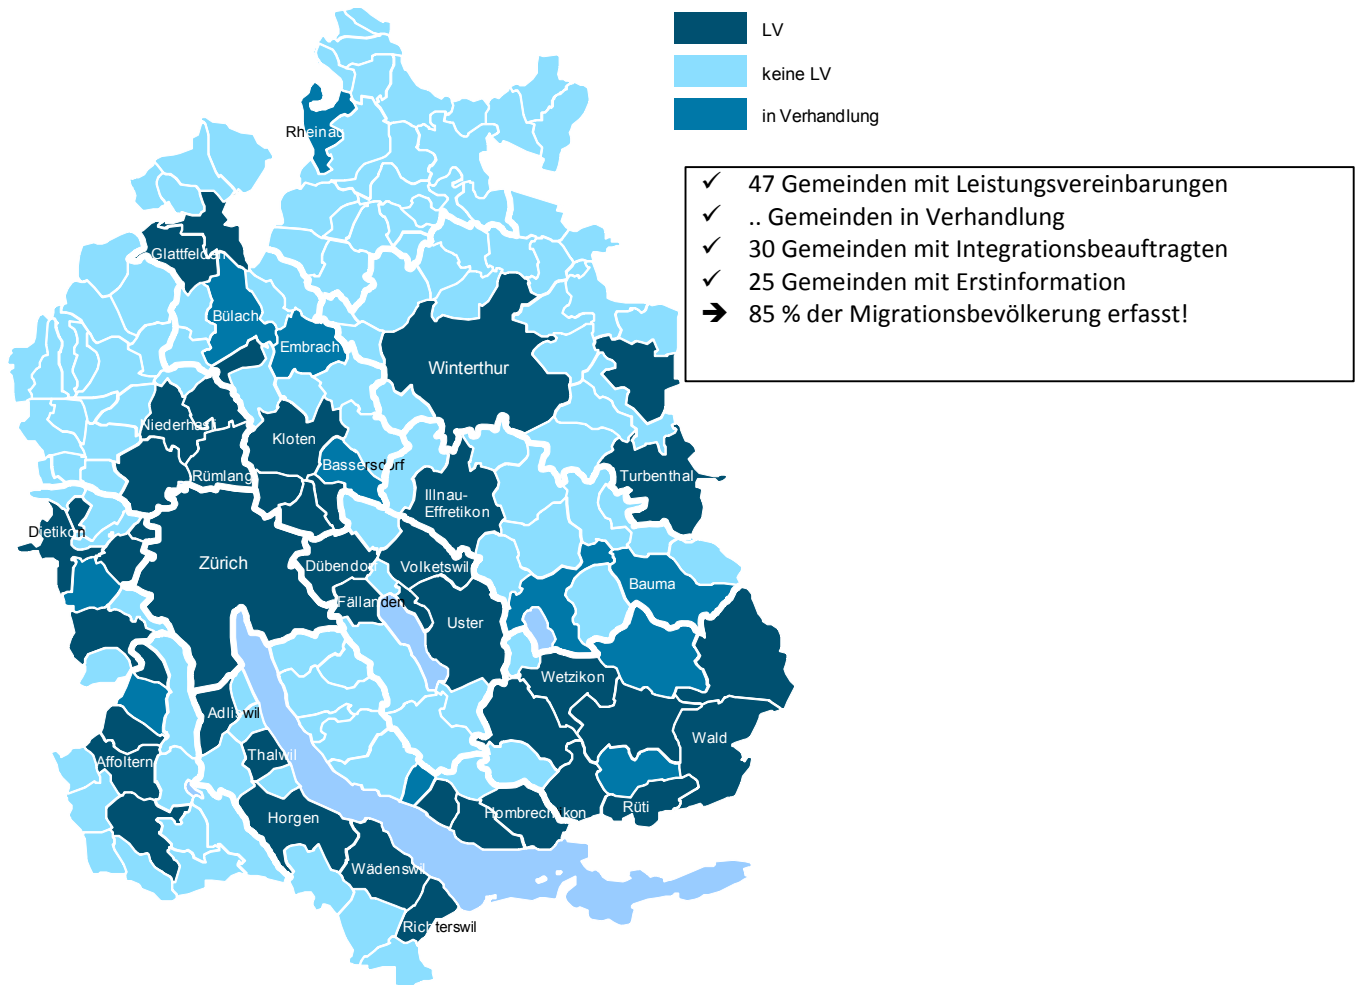 LV
keine LV
in Verhandlung
✓ 47 Gemeinden mit Leistungsvereinbarungen
✓ .. Gemeinden in Verhandlung
✓ 30 Gemeinden mit Integrationsbeauftragten
✓ 25 Gemeinden mit Erstinformation
➔ 85 % der Migrationsbevölkerung erfasst!
Rheinau
Glattfelden
Bülach
Embrach
Winterthur
Niederhasli
Kloten
Bassersdorf
Rümlang
Turbenthal
Illnau-
Effretikon
Dietikon
Zürich
Dübendorf
Volketswil
Bauma
Fällanden
Uster
Wetzikon
Adliswil
Wald
Thalwil
Affoltern
Rüti
Hombrechtikon
Horgen
Wädenswil
Richterswil